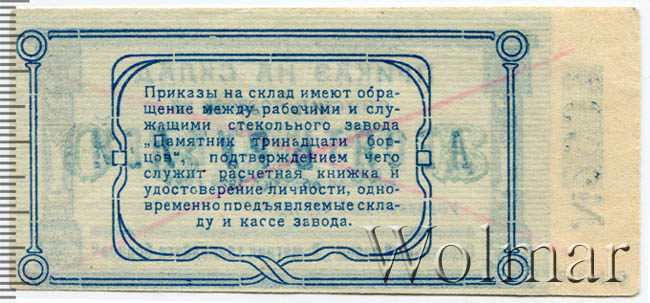 Приказы на склад имеют обра-
щение между рабочими и слу-
жащими стекольного завода
„Памятник тринадцати бор-
цов", подтверждением чего
служит расчетная книжка и
удостоверение личности, одно-
временно предъявляемые скла-
ду и кассе завода.
Wolmar